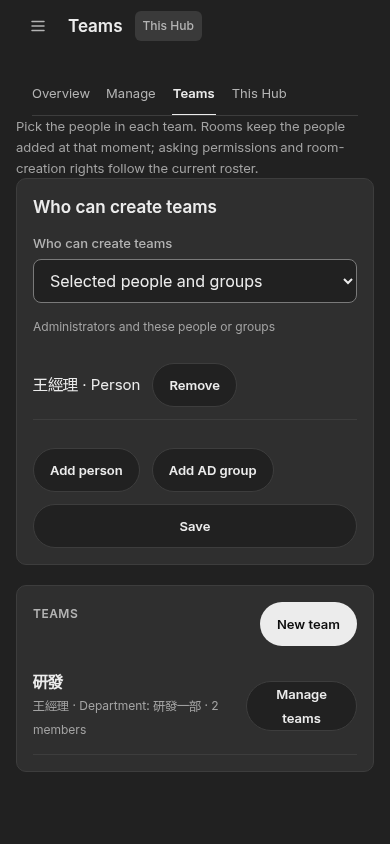 Teams
This Hub
Overview
Manage
Teams
This Hub
Pick the people in each team. Rooms keep the people
added at that moment; asking permissions and room-
creation rights follow the current roster.
Who can create teams
Who can create teams
Selected people and groups
Administrators and these people or groups
王經理 · Person
Remove
Add person
Add AD group
Save
TEAMS
New team
研發
王經理 · Department: 研發一部 · 2
members
Manage
teams